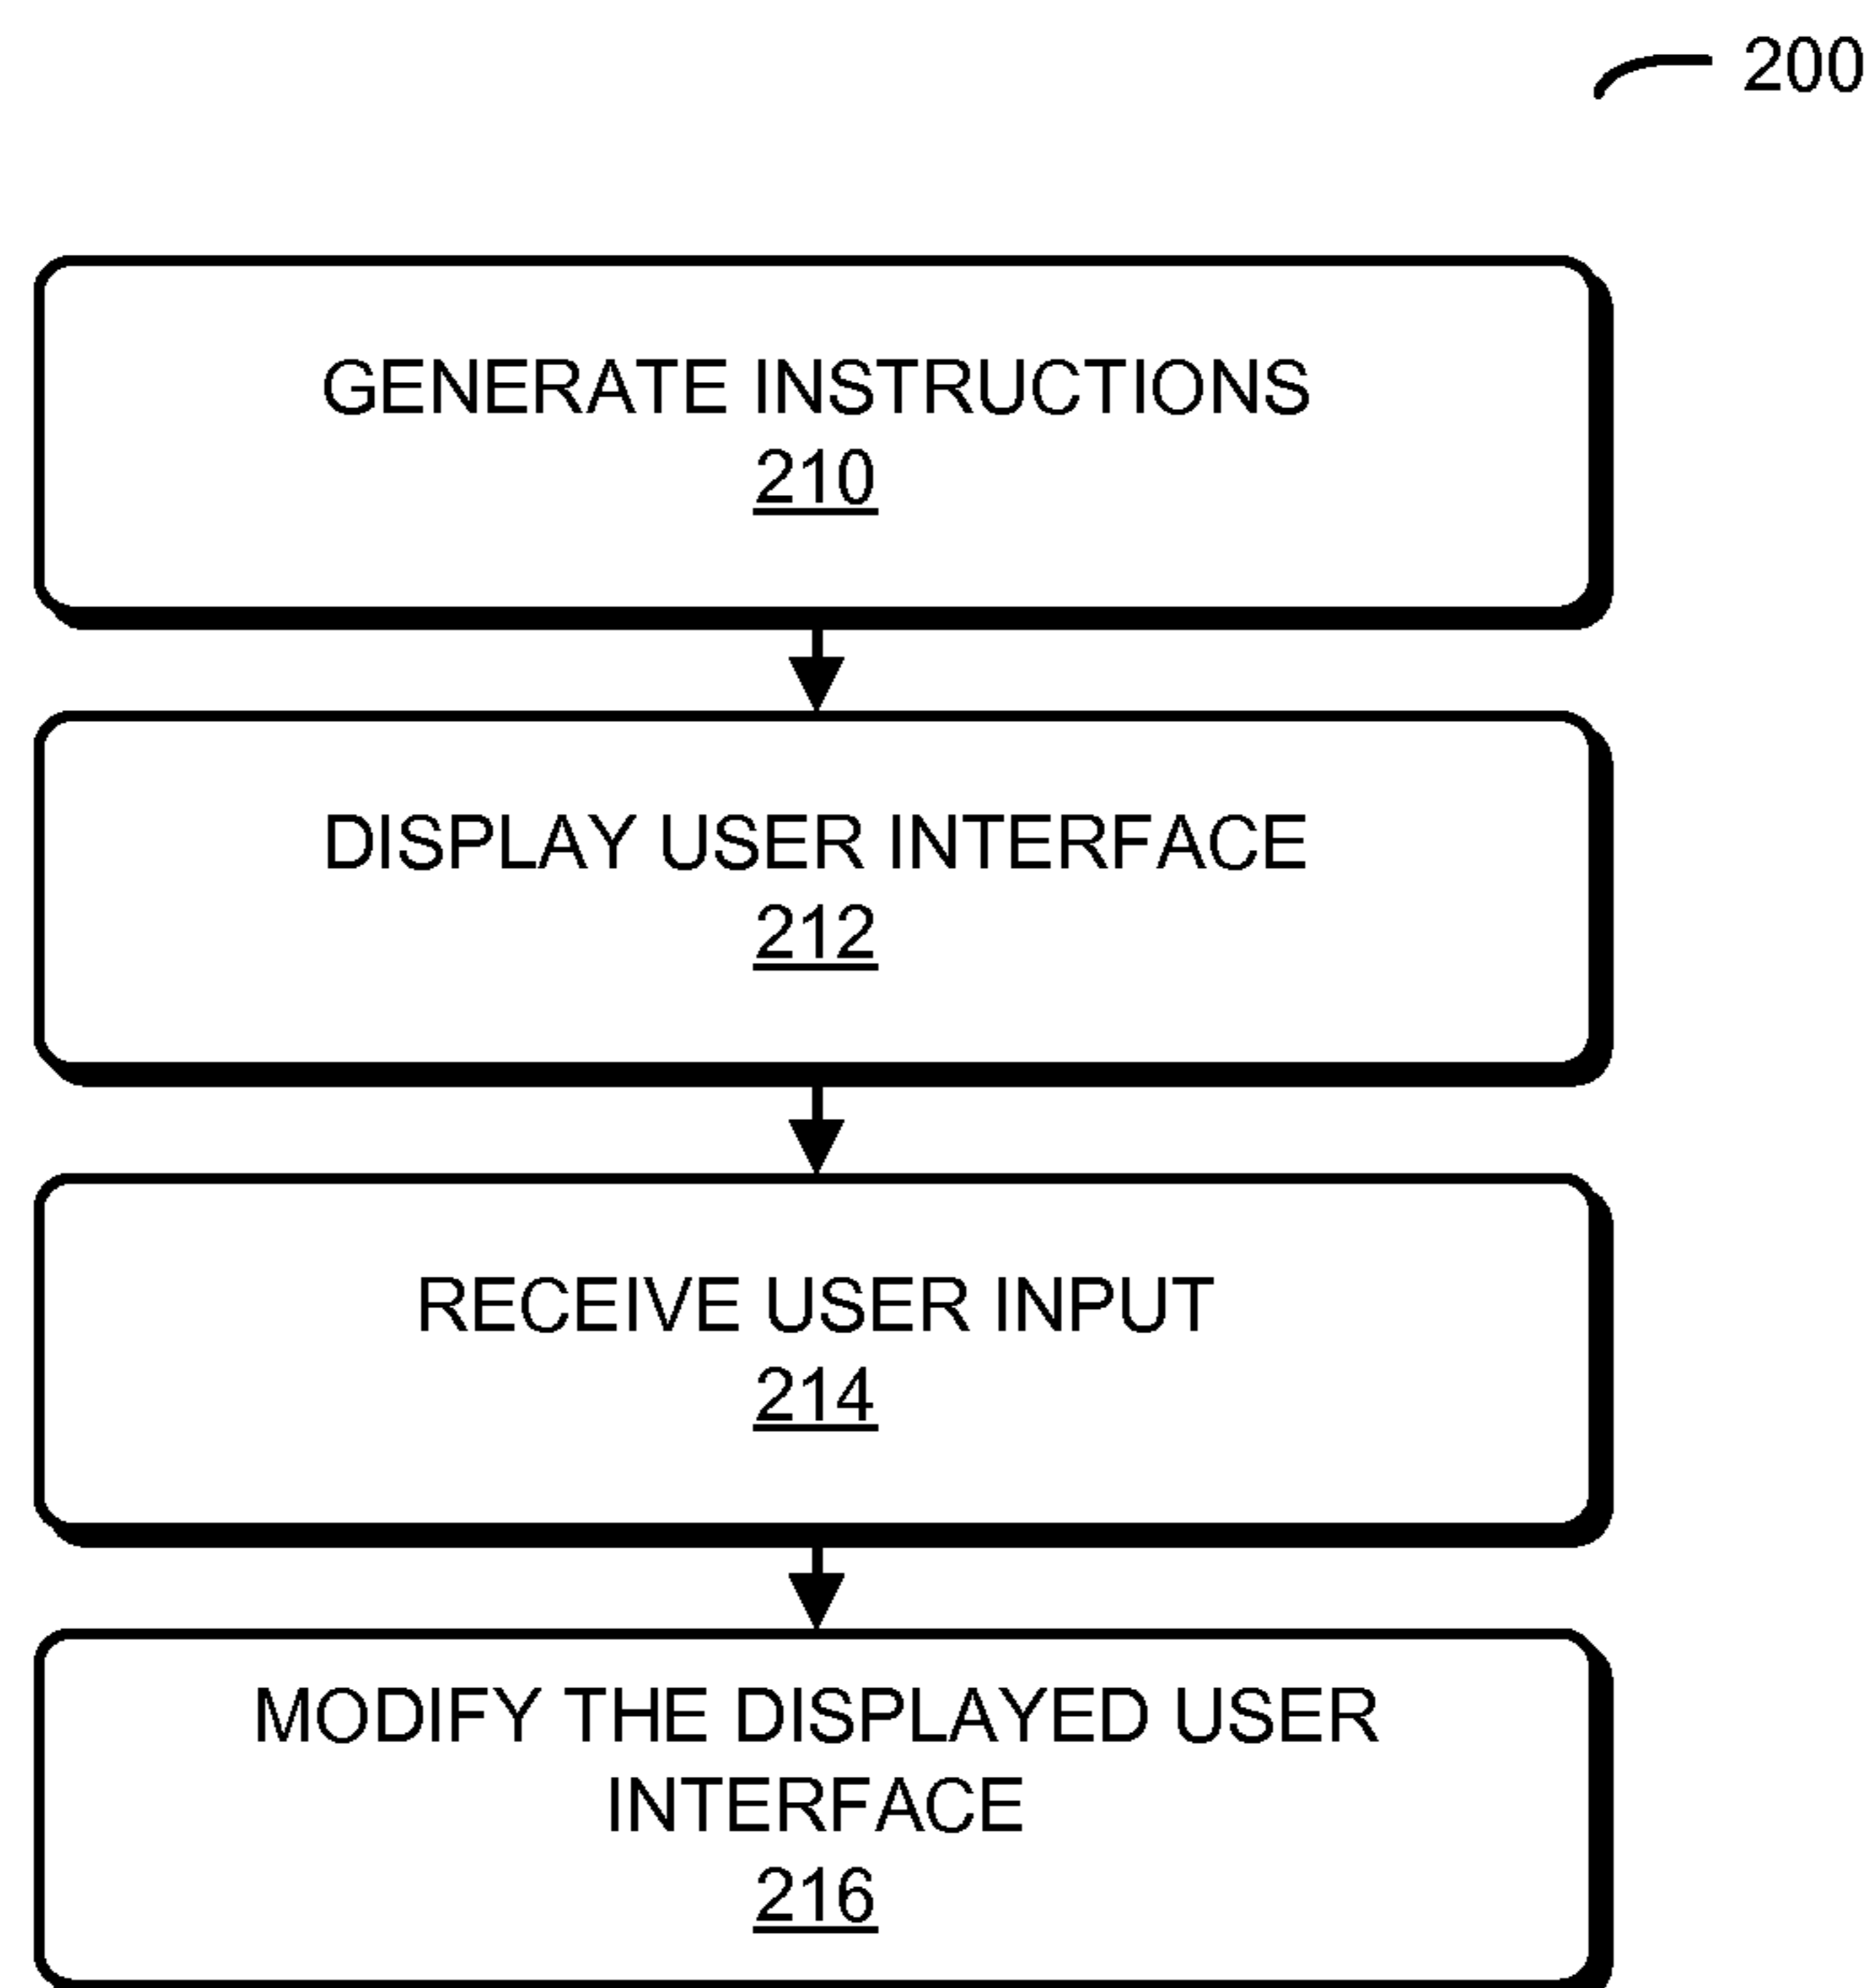 200
GENERATE INSTRUCTIONS
210
DISPLAY USER INTERFACE
212
RECEIVE USER INPUT
214
MODIFY THE DISPLAYED USER
INTERFACE
216